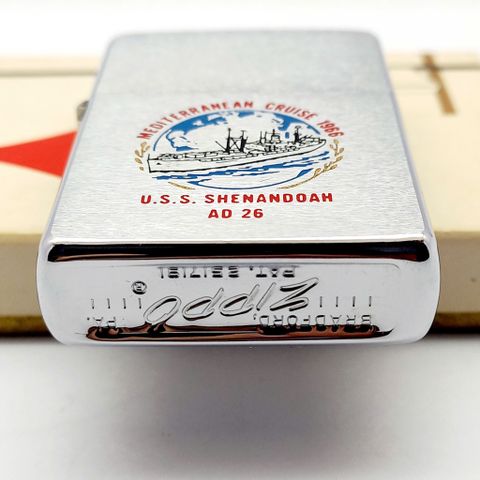 MEDITERRANEAN CRUISE 1966
U.S.S. SHENANDOAH
AD 26
BRADFORD, PA.
Zippo ®
PAT. 2517191